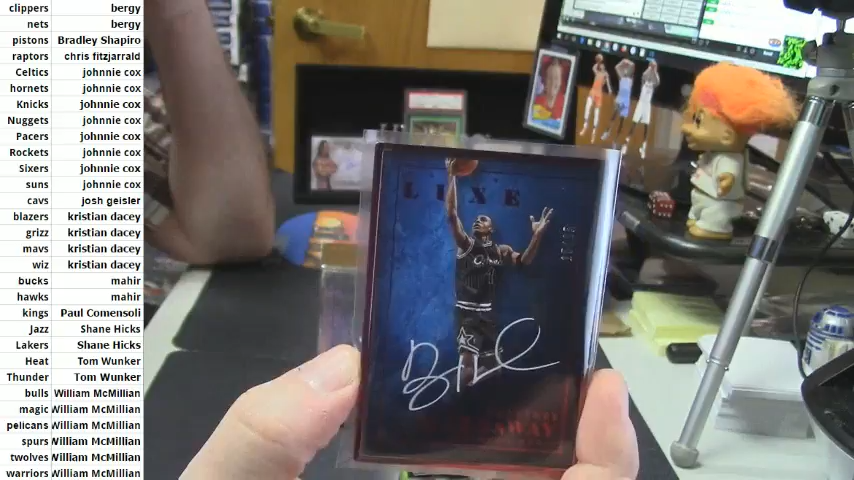 clippers bergy
nets bergy
pistons Bradley Shapiro
raptors chris fitzjarrald
Celtics johnnie cox
hornets johnnie cox
Knicks johnnie cox
Nuggets johnnie cox
Pacers johnnie cox
Rockets johnnie cox
Sixers johnnie cox
suns johnnie cox
cavs josh geisler
blazers kristian dacey
grizz kristian dacey
mavs kristian dacey
wiz kristian dacey
bucks mahir
hawks mahir
kings Paul Comensoli
Jazz Shane Hicks
Lakers Shane Hicks
Heat Tom Wunker
Thunder Tom Wunker
bulls William McMillian
magic William McMillian
pelicans William McMillian
spurs William McMillian
twolves William McMillian
warriors William McMillian
LUXE